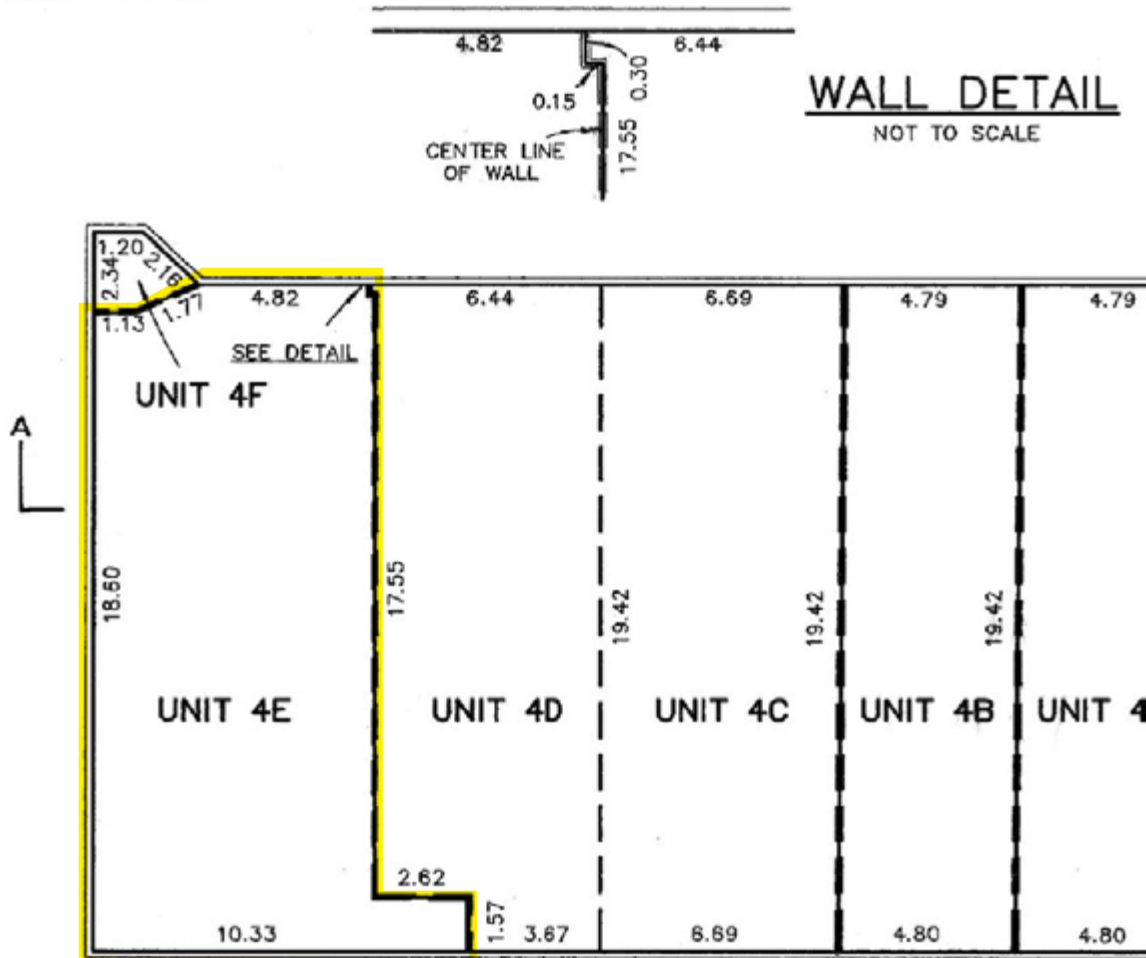 4.82
6.44
0.15
0.30
CENTER LINE
OF WALL
17.55
WALL DETAIL
NOT TO SCALE
1.20
2.16
2.34
1.13
1.77
4.82
6.44
6.69
4.79
4.79
SEE DETAIL
UNIT 4F
A
18.60
17.55
19.42
19.42
19.42
UNIT 4E
UNIT 4D
UNIT 4C
UNIT 4B
UNIT 4
2.62
1.57
10.33
3.67
6.69
4.80
4.80